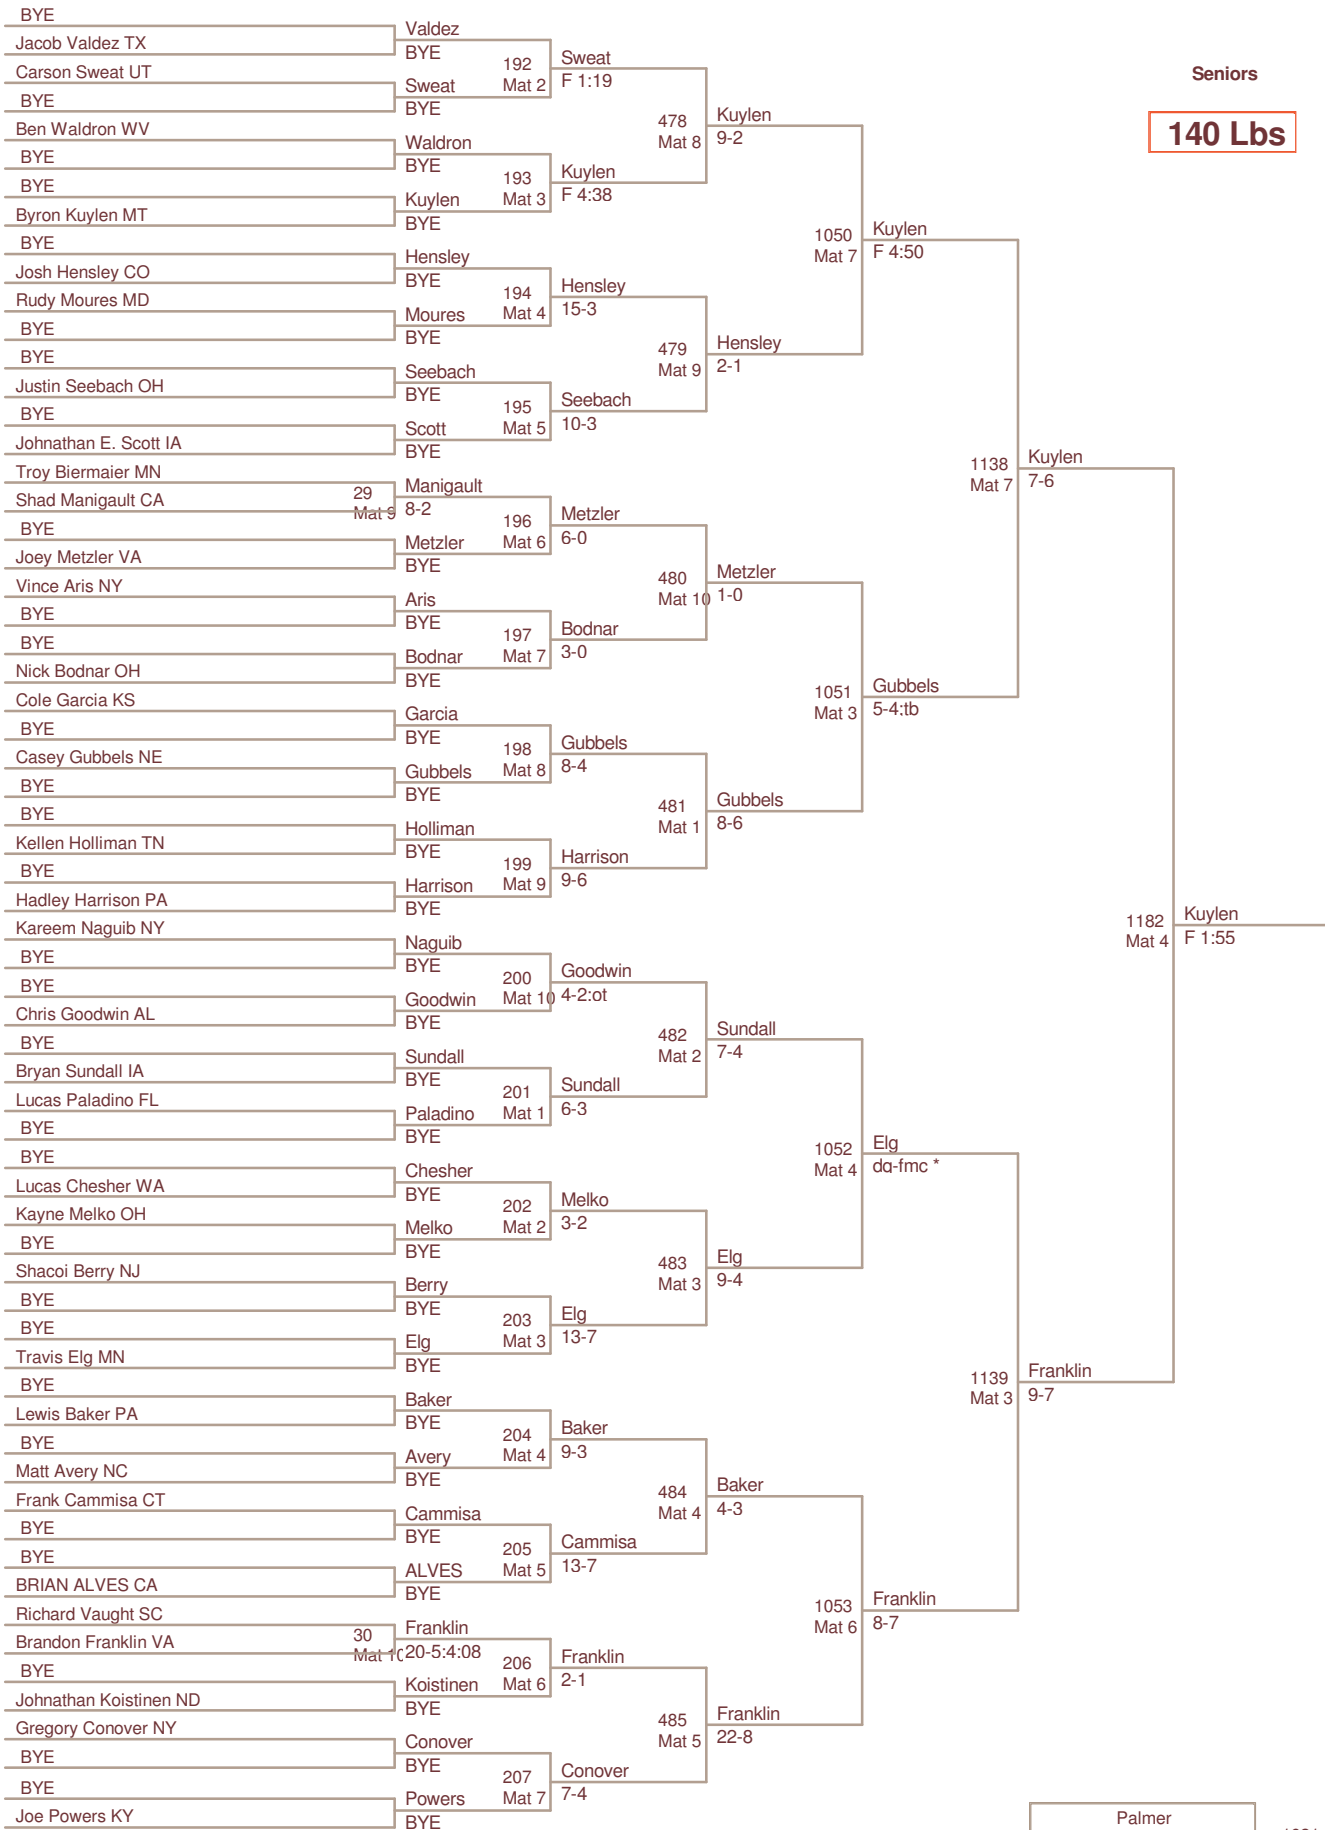 BYE
Jacob Valdez TX
Carson Sweat UT
BYE
Ben Waldron WV
BYE
BYE
Byron Kuylen MT
BYE
Josh Hensley CO
Rudy Moures MD
BYE
BYE
Justin Seebach OH
BYE
Johnathan E. Scott IA
Troy Biermaier MN
Shad Manigault CA
BYE
Joey Metzler VA
Vince Aris NY
BYE
BYE
Nick Bodnar OH
Cole Garcia KS
BYE
Casey Gubbels NE
BYE
BYE
Kellen Holliman TN
BYE
Hadley Harrison PA
Kareem Naguib NY
BYE
BYE
Chris Goodwin AL
BYE
Bryan Sundall IA
Lucas Paladino FL
BYE
BYE
Lucas Chesher WA
Kayne Melko OH
BYE
Shacoi Berry NJ
BYE
BYE
Travis Elg MN
BYE
Lewis Baker PA
BYE
Matt Avery NC
Frank Cammisa CT
BYE
BYE
BRIAN ALVES CA
Richard Vaught SC
Brandon Franklin VA
BYE
Johnathan Koistinen ND
Gregory Conover NY
BYE
BYE
Joe Powers KY
29
Mat 9
30
Mat 10
Valdez
BYE
Sweat
BYE
Waldron
BYE
Kuylen
BYE
Hensley
BYE
Moures
BYE
Seebach
BYE
Scott
BYE
Manigault
8-2
Metzler
BYE
Aris
BYE
Bodnar
BYE
Garcia
BYE
Gubbels
BYE
Holliman
BYE
Harrison
BYE
Naguib
BYE
Goodwin
BYE
Sundall
BYE
Paladino
BYE
Chesher
BYE
Melko
BYE
Berry
BYE
Elg
BYE
Baker
BYE
Avery
BYE
Cammisa
BYE
ALVES
BYE
Franklin
20-5:4:08
Koistinen
BYE
Conover
BYE
Powers
BYE
192
Mat 2
193
Mat 3
194
Mat 4
195
Mat 5
196
Mat 6
197
Mat 7
198
Mat 8
199
Mat 9
200
Mat 10
201
Mat 1
202
Mat 2
203
Mat 3
204
Mat 4
205
Mat 5
206
Mat 6
207
Mat 7
Sweat
F 1:19
Kuylen
F 4:38
Hensley
15-3
Seebach
10-3
Metzler
6-0
Bodnar
3-0
Gubbels
8-4
Harrison
9-6
Goodwin
4-2:ot
Sundall
6-3
Melko
3-2
Elg
13-7
Baker
9-3
Cammisa
13-7
Franklin
2-1
Conover
7-4
478
Mat 8
479
Mat 9
480
Mat 10
481
Mat 1
482
Mat 2
483
Mat 3
484
Mat 4
485
Mat 5
Kuylen
9-2
Hensley
2-1
Metzler
1-0
Gubbels
8-6
Sundall
7-4
Elg
9-4
Baker
4-3
Franklin
22-8
1050
Mat 7
1051
Mat 3
1052
Mat 4
1053
Mat 6
Kuylen
F 4:50
Gubbels
5-4:tb
Elg
dq-fmc *
Franklin
8-7
1138
Mat 7
1139
Mat 3
Kuylen
7-6
Franklin
9-7
1182
Mat 4
Kuylen
F 1:55
Seniors
140 Lbs
Palmer